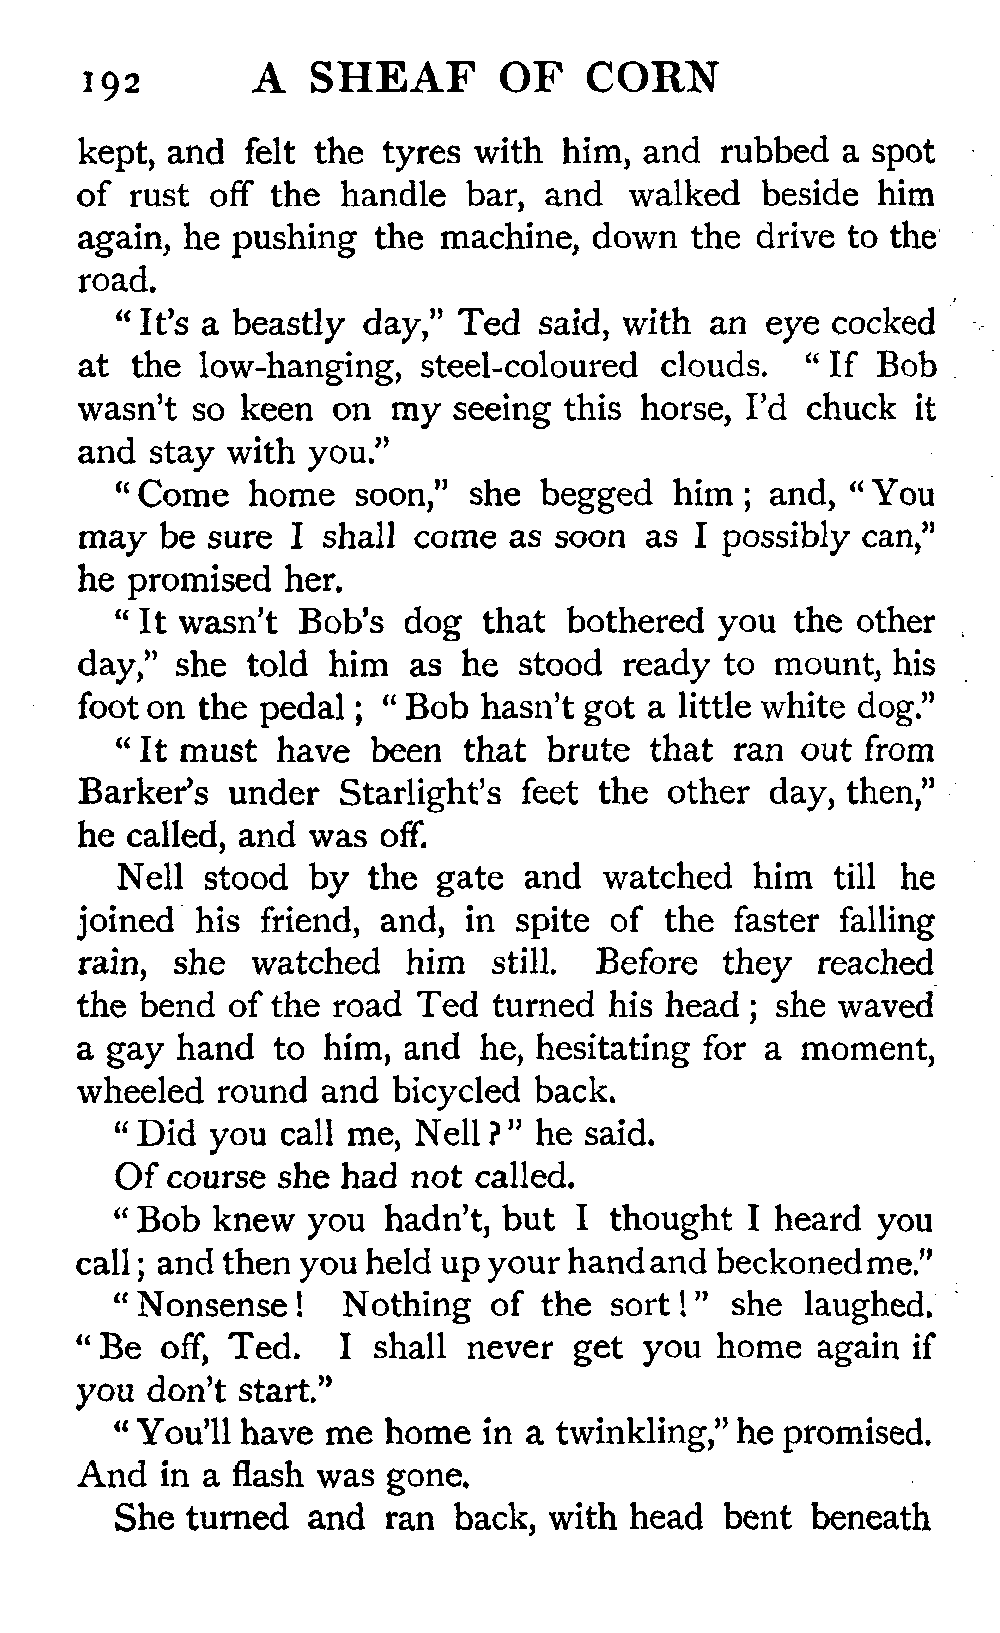 192 A SHEAF OF CORN
kept, and felt the tyres with him, and rubbed a spot
of rust off the handle bar, and walked beside him
again, he pushing the machine, down the drive to the
road.
“ It’s a beastly day,” Ted said, with an eye cocked
at the low-hanging, steel-coloured clouds. “ If Bob
wasn’t so keen on my seeing this horse, I’d chuck it
and stay with you.”
“ Come home soon,” she begged him ; and, “ You
may be sure I shall come as soon as I possibly can,”
he promised her.
“ It wasn’t Bob’s dog that bothered you the other
day,” she told him as he stood ready to mount, his
foot on the pedal ; “ Bob hasn’t got a little white dog.”
“ It must have been that brute that ran out from
Barker’s under Starlight’s feet the other day, then,”
he called, and was off.
Nell stood by the gate and watched him till he
joined his friend, and, in spite of the faster falling
rain, she watched him still. Before they reached
the bend of the road Ted turned his head ; she waved
a gay hand to him, and he, hesitating for a moment,
wheeled round and bicycled back.
“ Did you call me, Nell ? ” he said.
Of course she had not called.
“ Bob knew you hadn’t, but I thought I heard you
call ; and then you held up your hand and beckoned me.”
“ Nonsense ! Nothing of the sort ! ” she laughed.
“ Be off, Ted. I shall never get you home again if
you don’t start.”
“ You’ll have me home in a twinkling,” he promised.
And in a flash was gone.
She turned and ran back, with head bent beneath